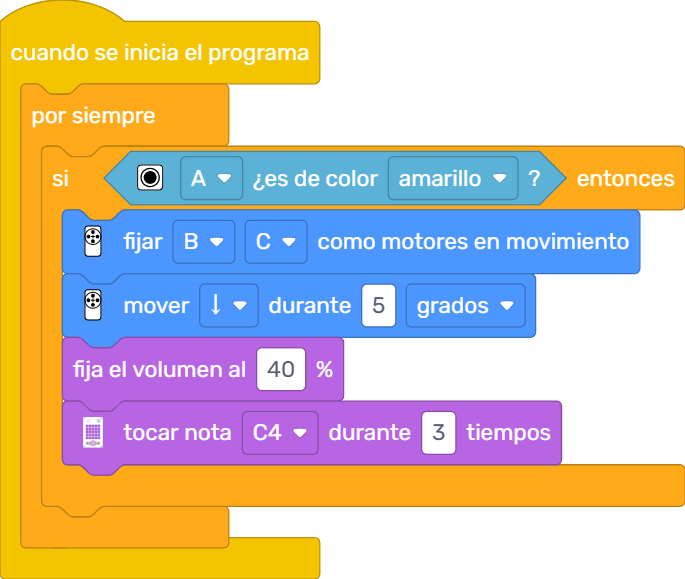 cuando se inicia el programa
por siempre
si A ¿es de color amarillo ? entonces
fijar B C como motores en movimiento
mover ↓ durante 5 grados
fija el volumen al 40 %
tocar nota C4 durante 3 tiempos